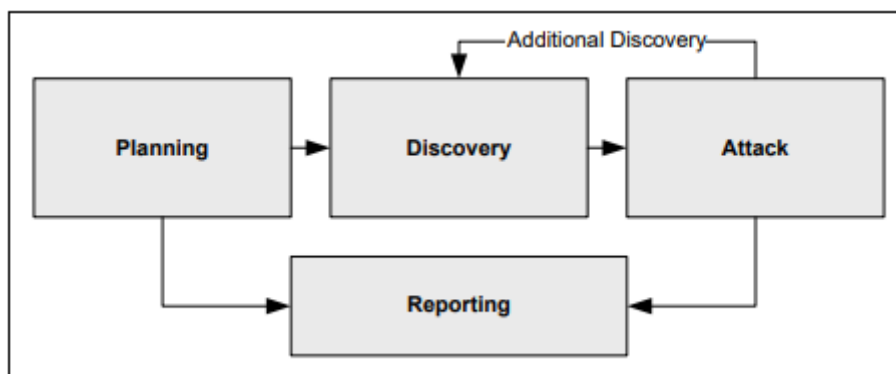 Additional Discovery
Planning
Discovery
Attack
Reporting